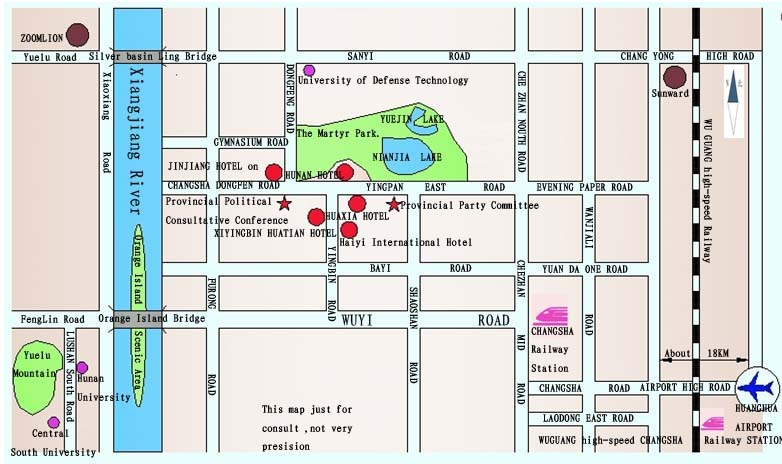 ZOOMLION
Yuelu Road
Silver basin Ling Bridge
SANYI ROAD
CHANG YONG HIGH ROAD
Xiaoxiang Road
Xiangjiang River
DONGFENG ROAD
University of Defense Technology
CHE ZHAN NOUTH ROAD
Sunward
YUEJIN LAKE
The Martyr Park.
NIANJIA LAKE
GYMNASIUM ROAD
JINJIANG HOTEL on
HUNAN HOTEL
CHANGSHA DONGFEN ROAD
YINGPAN EAST ROAD
EVENING PAPER ROAD
WU GUANG high-speed Railway
Provincial Political
Consultative Conference
Provincial Party Committee
HUAXIA HOTEL
XIYINGBIN HUATIAN HOTEL
Haiyi International Hotel
WANJIALI ROAD
Orange Island
Scenic Area
YINGBIN ROAD
BAYI ROAD
YUAN DA ONE ROAD
FURONG ROAD
SHAOSHAN ROAD
CHEZHAN MID ROAD
FengLin Road
Orange Island Bridge
WUYI ROAD
CHANGSHA
Railway
Station
About 18KM
Yuelu
Mountain
LUSHAN South Road
Hunan
University
CHANGSHA ROAD
AIRPORT HIGH ROAD
HUANGHUA
AIRPORT
This map just for
consult ,not very
presision
LAODONG EAST ROAD
Central
South University
WUGUANG high-speed CHANGSHA Railway STATION